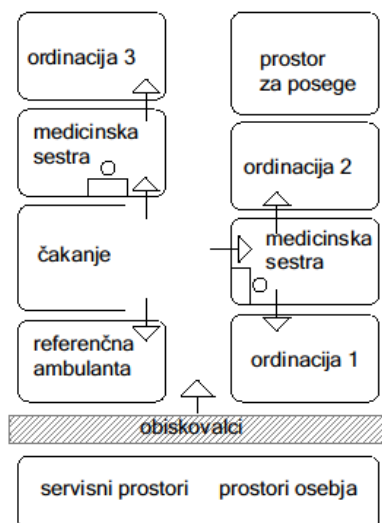 ordinacija 3
prostor
za posege
medicinska
sestra
ordinacija 2
čakanje
medicinska
sestra
referenčna
ambulanta
ordinacija 1
obiskovalci
servisni prostori prostori osebja